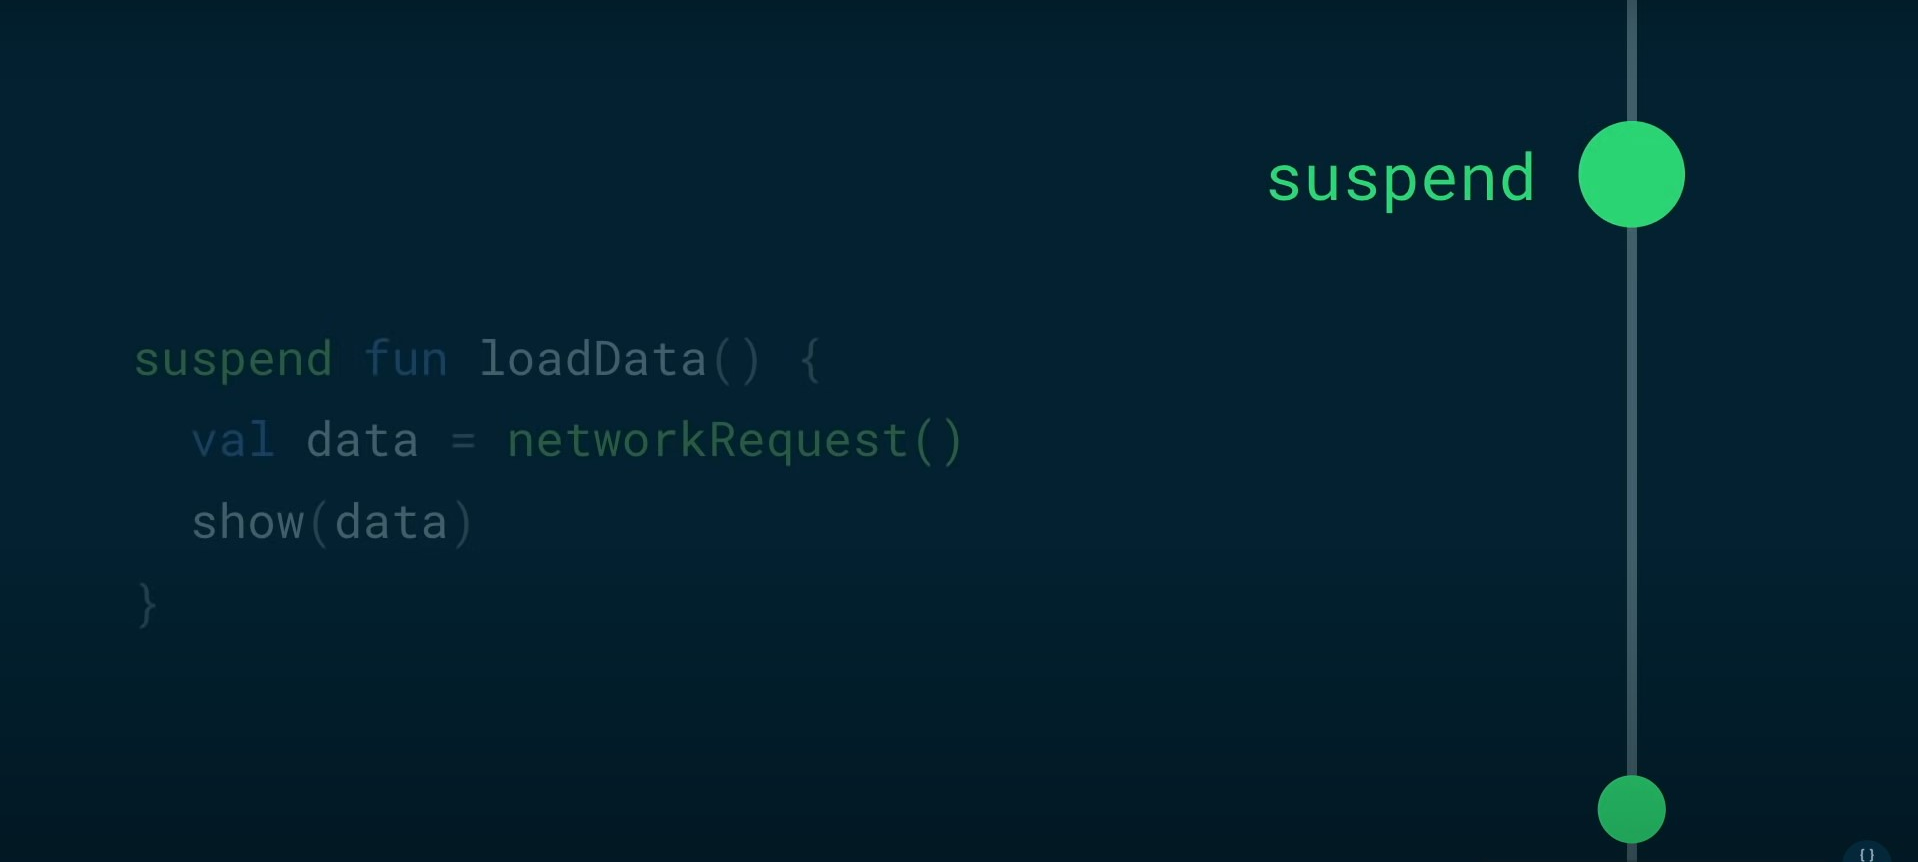 suspend
suspend fun loadData() {
val data = networkRequest()
show(data)
}
{}